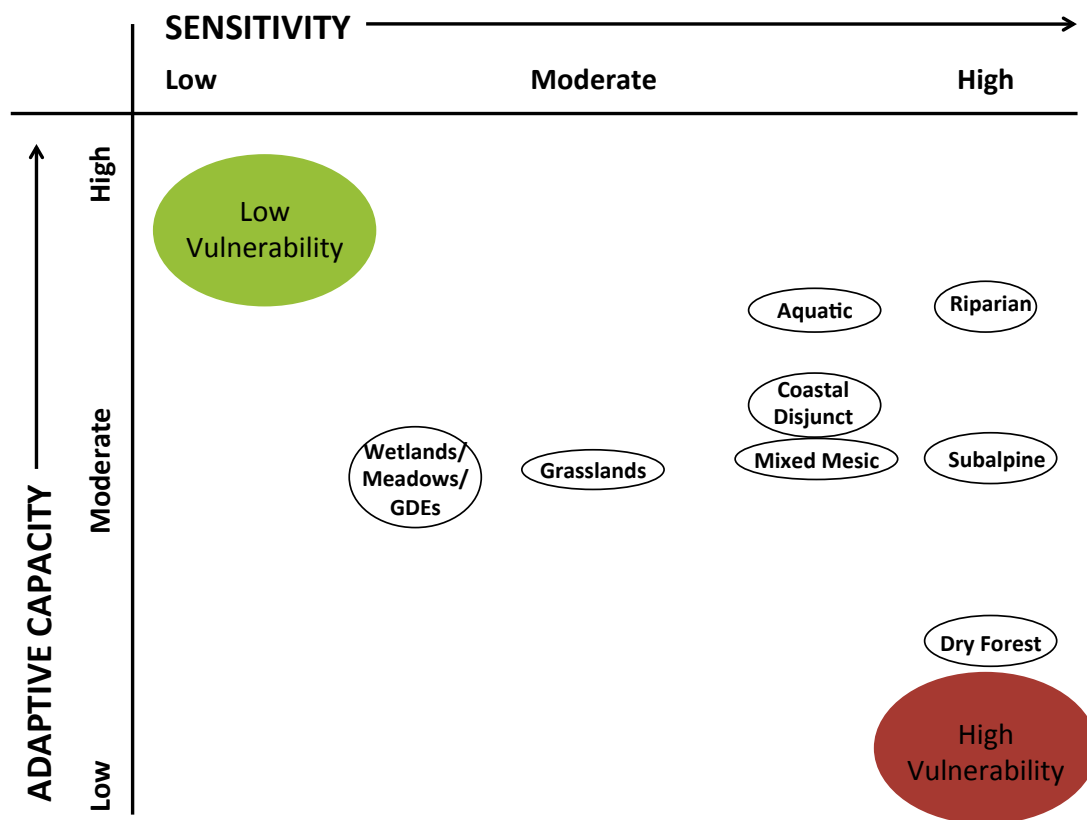 SENSITIVITY
Low Moderate High
ADAPTIVE CAPACITY
High
Moderate
Low
Low
Vulnerability
Aquatic
Riparian
Coastal
Disjunct
Wetlands/
Meadows/
GDEs
Grasslands
Mixed Mesic
Subalpine
Dry Forest
High
Vulnerability